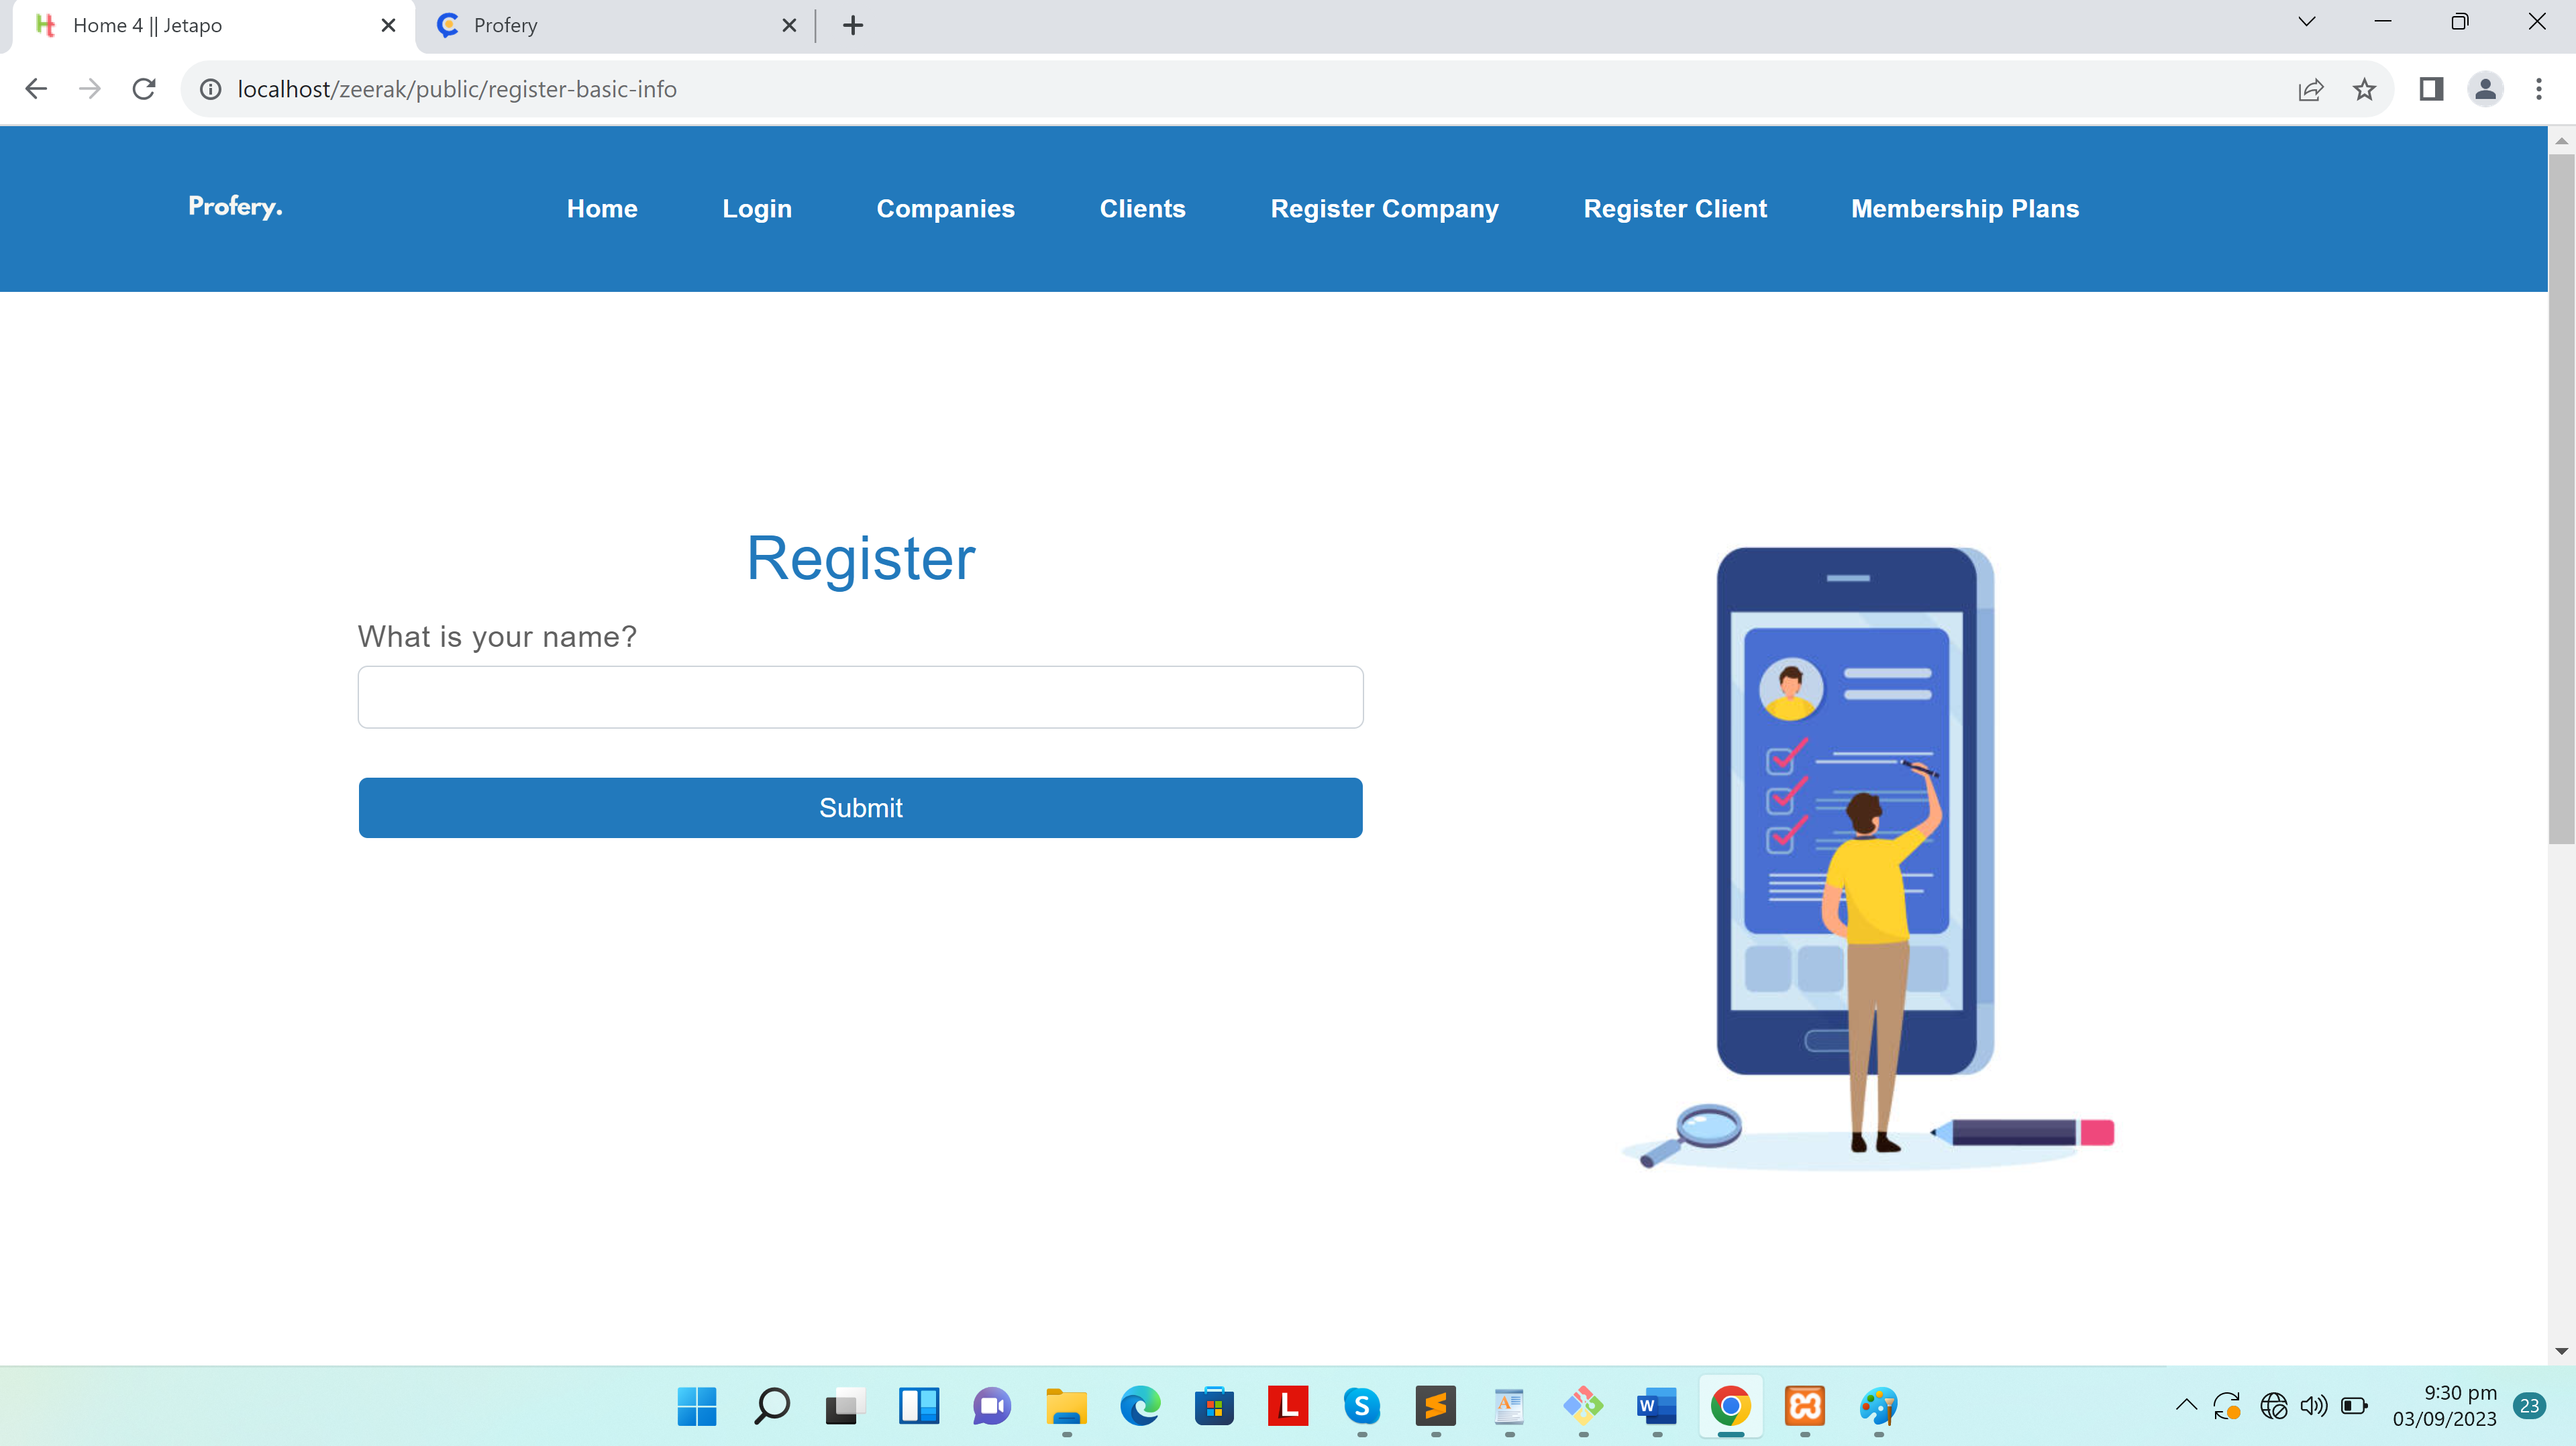 Home 4 || Jetapo
Profery
localhost/zeerak/public/register-basic-info
Profery.
Home
Login
Companies
Clients
Register Company
Register Client
Membership Plans
Register
What is your name?
Submit
L
S
A
W
9:30 pm
03/09/2023
23